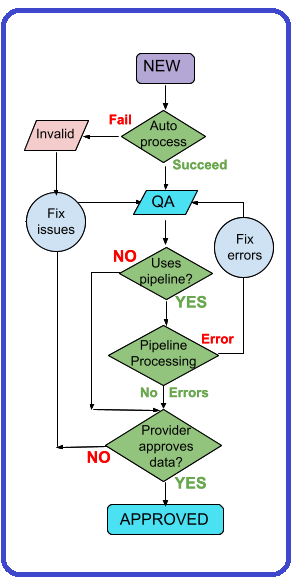 NEW
Fail
Auto
process
Invalid
Succeed
QA
Fix
issues
Fix
errors
NO
Uses
pipeline?
YES
Error
Pipeline
Processing
No Errors
Provider
approves
data?
NO
YES
APPROVED